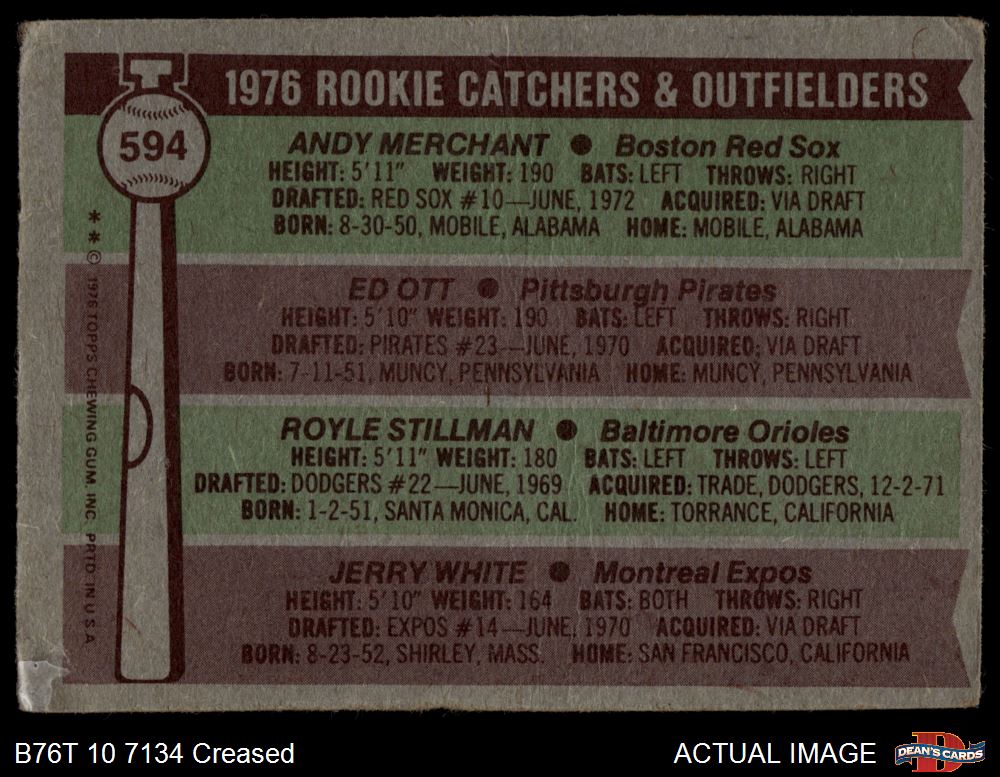 1976 ROOKIE CATCHERS & OUTFIELDERS
594
ANDY MERCHANT ● Boston Red Sox
HEIGHT: 5'11" WEIGHT: 190 BATS: LEFT THROWS: RIGHT
DRAFTED: RED SOX #10—JUNE, 1972 ACQUIRED: VIA DRAFT
BORN: 8-30-50, MOBILE, ALABAMA HOME: MOBILE, ALABAMA
ED OTT ● Pittsburgh Pirates
HEIGHT: 5'10" WEIGHT: 190 BATS: LEFT THROWS: RIGHT
DRAFTED: PIRATES #23—JUNE, 1970 ACQUIRED: VIA DRAFT
BORN: 7-11-51, MUNCY, PENNSYLVANIA HOME: MUNCY, PENNSYLVANIA
ROYLE STILLMAN ● Baltimore Orioles
HEIGHT: 5'11" WEIGHT: 180 BATS: LEFT THROWS: LEFT
DRAFTED: DODGERS #22—JUNE, 1969 ACQUIRED: TRADE, DODGERS, 12-2-71
BORN: 1-2-51, SANTA MONICA, CAL. HOME: TORRANCE, CALIFORNIA
JERRY WHITE ● Montreal Expos
HEIGHT: 5'10" WEIGHT: 164 BATS: BOTH THROWS: RIGHT
DRAFTED: EXPOS #14—JUNE, 1970 ACQUIRED: VIA DRAFT
BORN: 8-23-52, SHIRLEY, MASS. HOME: SAN FRANCISCO, CALIFORNIA
** © 1976 TOPPS CHEWING GUM, INC. PRTD. IN U.S.A.
B76T 10 7134 Creased
ACTUAL IMAGE
DEAN'S CARDS